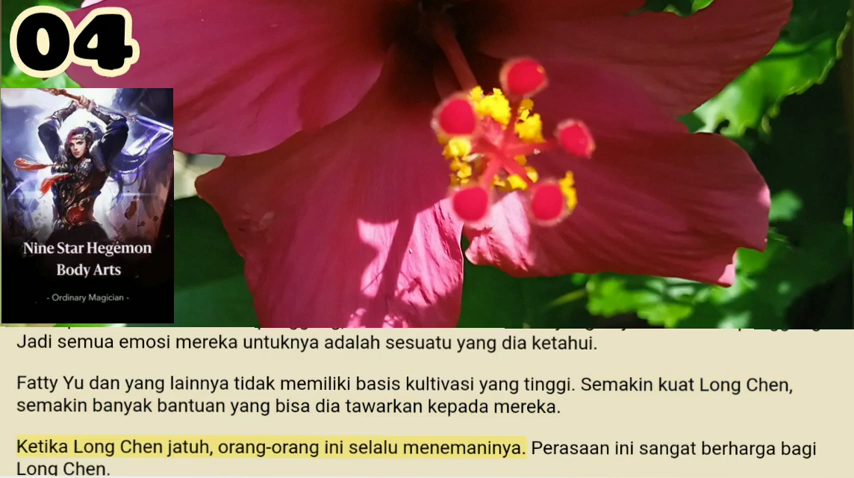 04
Nine Star Hegemon
Body Arts
- Ordinary Magician -
Jadi semua emosi mereka untuknya adalah sesuatu yang dia ketahui.
Fatty Yu dan yang lainnya tidak memiliki basis kultivasi yang tinggi. Semakin kuat Long Chen,
semakin banyak bantuan yang bisa dia tawarkan kepada mereka.
Ketika Long Chen jatuh, orang-orang ini selalu menemaninya. Perasaan ini sangat berharga bagi
Long Chen.